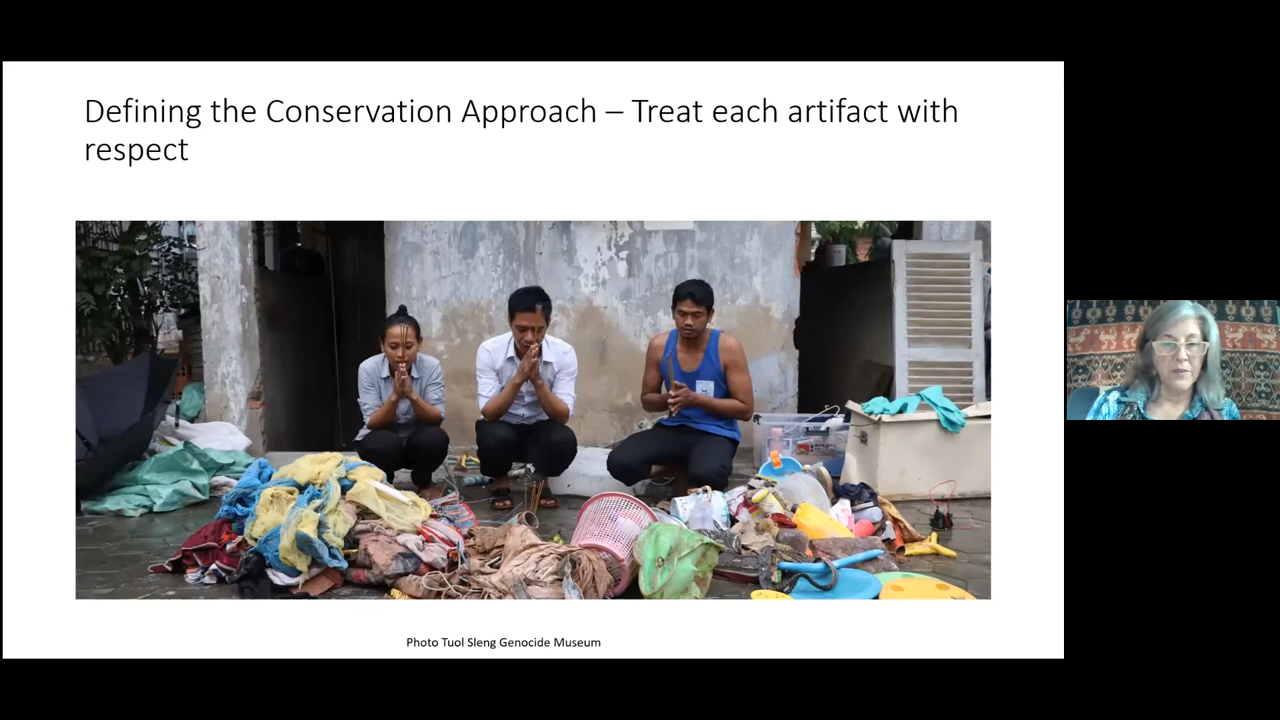 Defining the Conservation Approach – Treat each artifact with
respect
Photo Tuol Sleng Genocide Museum